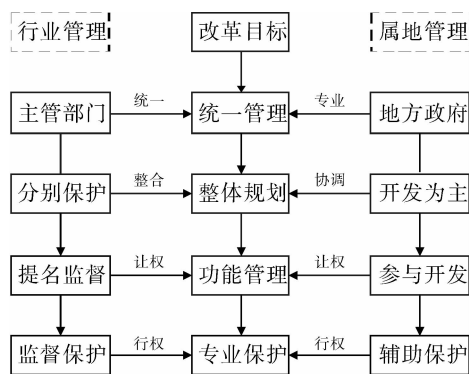 行业管理 改革目标 属地管理
主管部门 统一 统一管理 专业 地方政府
分别保护 整合 整体规划 协调 开发为主
提名监督 让权 功能管理 让权 参与开发
监督保护 行权 专业保护 行权 辅助保护